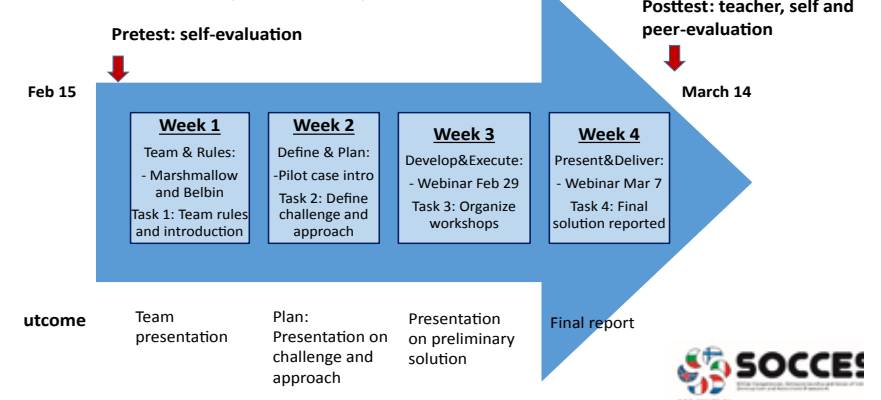 Posttest: teacher, self and
peer-evaluation
Pretest: self-evaluation
Feb 15
March 14
Week 1
Team & Rules:
- Marshmallow
and Belbin
Task 1: Team rules
and introduction
Week 2
Define & Plan:
-Pilot case intro
Task 2: Define
challenge and
approach
Week 3
Develop&Execute:
- Webinar Feb 29
Task 3: Organize
workshops
Week 4
Present&Deliver:
- Webinar Mar 7
Task 4: Final
solution reported
utcome
Team
presentation
Plan:
Presentation on
challenge and
approach
Presentation
on preliminary
solution
Final report
SOCCES